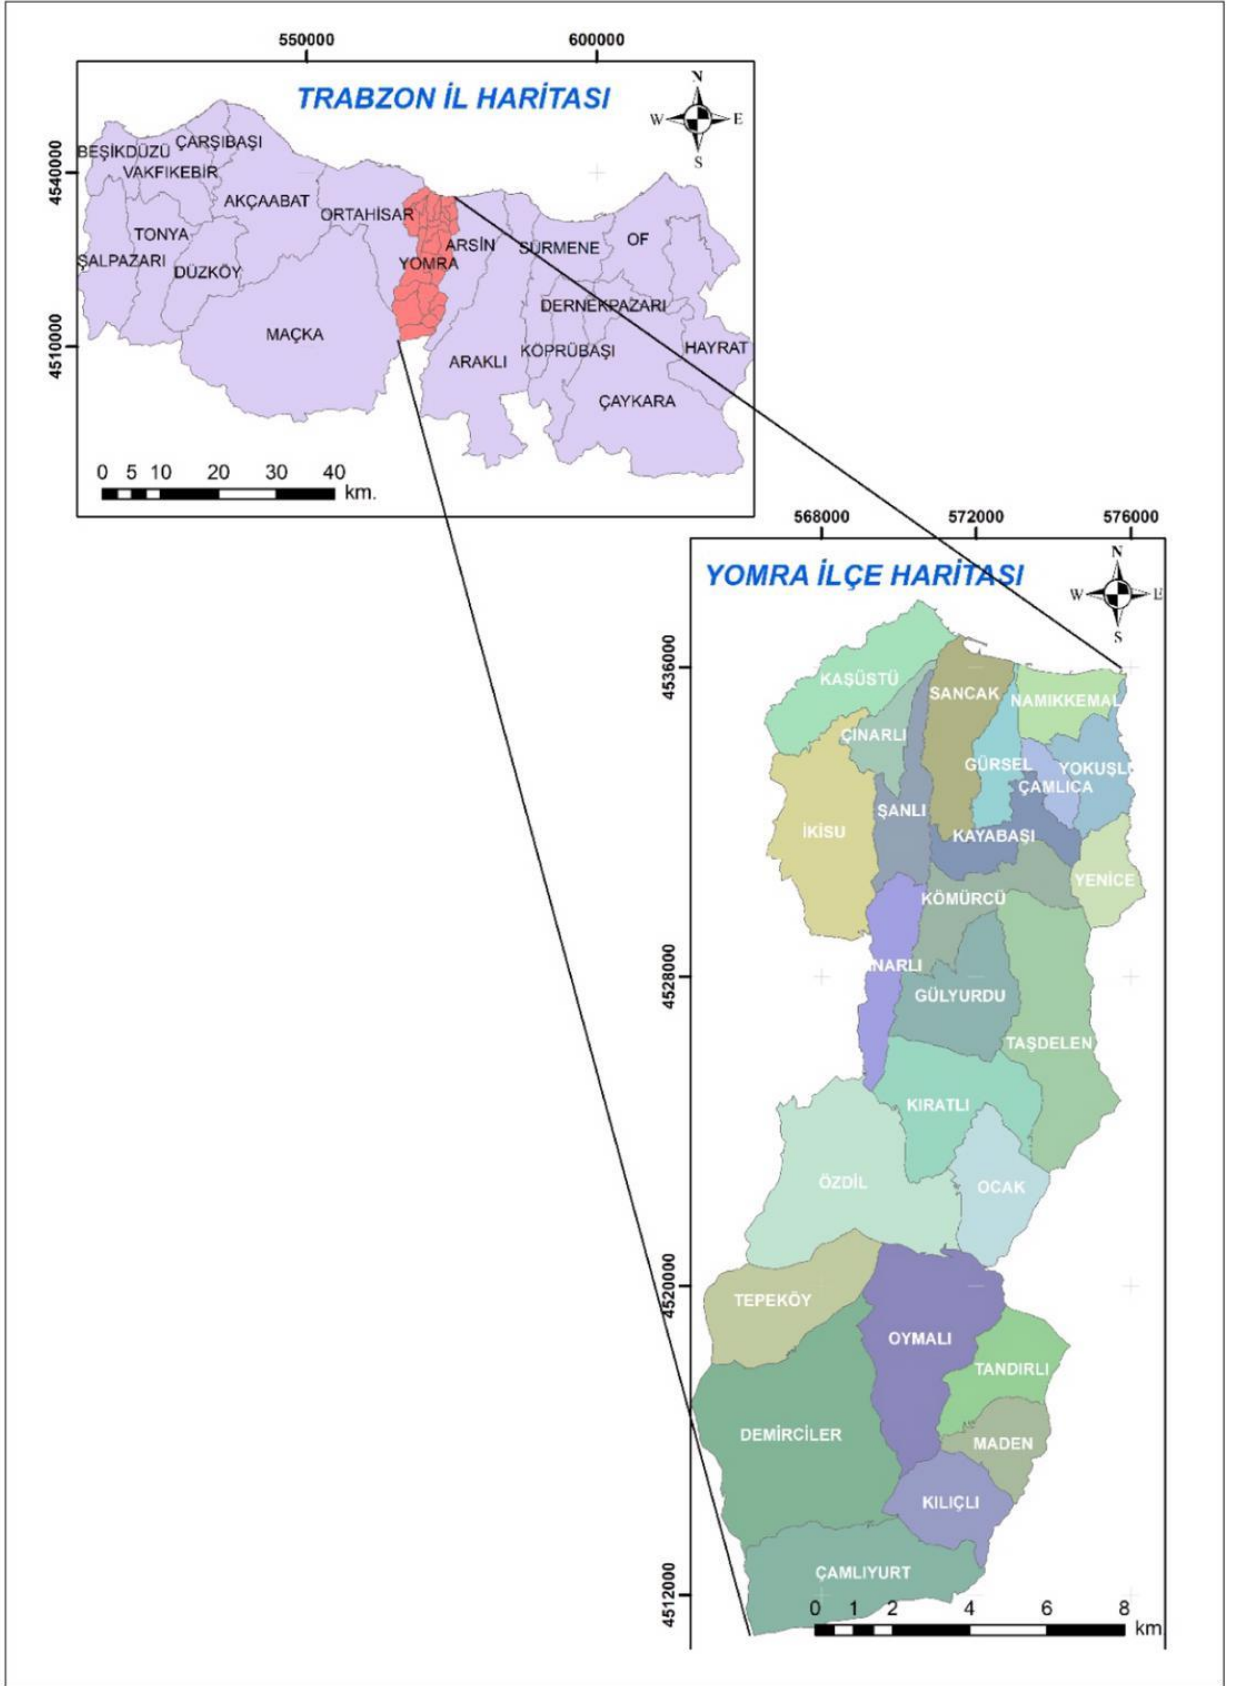 550000 600000
TRABZON İL HARİTASI
N
W E
S
4540000
4510000
BEŞİKDÜZÜ
ÇARŞIBAŞI
VAKFIKEBİR
AKÇAABAT
ORTAHİSAR
TONYA
ŞALPAZARI
DÜZKÖY
YOMRA
ARSİN
SÜRMENE
OF
MAÇKA
DERNEKPAZARI
ARAKLI
KÖPRÜBAŞI
HAYRAT
ÇAYKARA
0 5 10 20 30 40
km.
568000 572000 576000
YOMRA İLÇE HARİTASI
N
W E
S
4536000
4528000
4520000
4512000
KAŞÜSTÜ
SANCAK
NAMIKKEMAL
ÇINARLI
GÜRSEL
YOKUŞL
ÇAMLICA
ŞANLI
İKİSU
KAYABAŞI
YENİCE
KÖMÜRCÜ
NARLI
GÜLYURDU
TAŞDELEN
KIRATLI
ÖZDİL
OCAK
TEPEKÖY
OYMALI
TANDIRLI
DEMİRCİLER
MADEN
KILIÇLI
ÇAMLIYURT
0 1 2 4 6 8
km